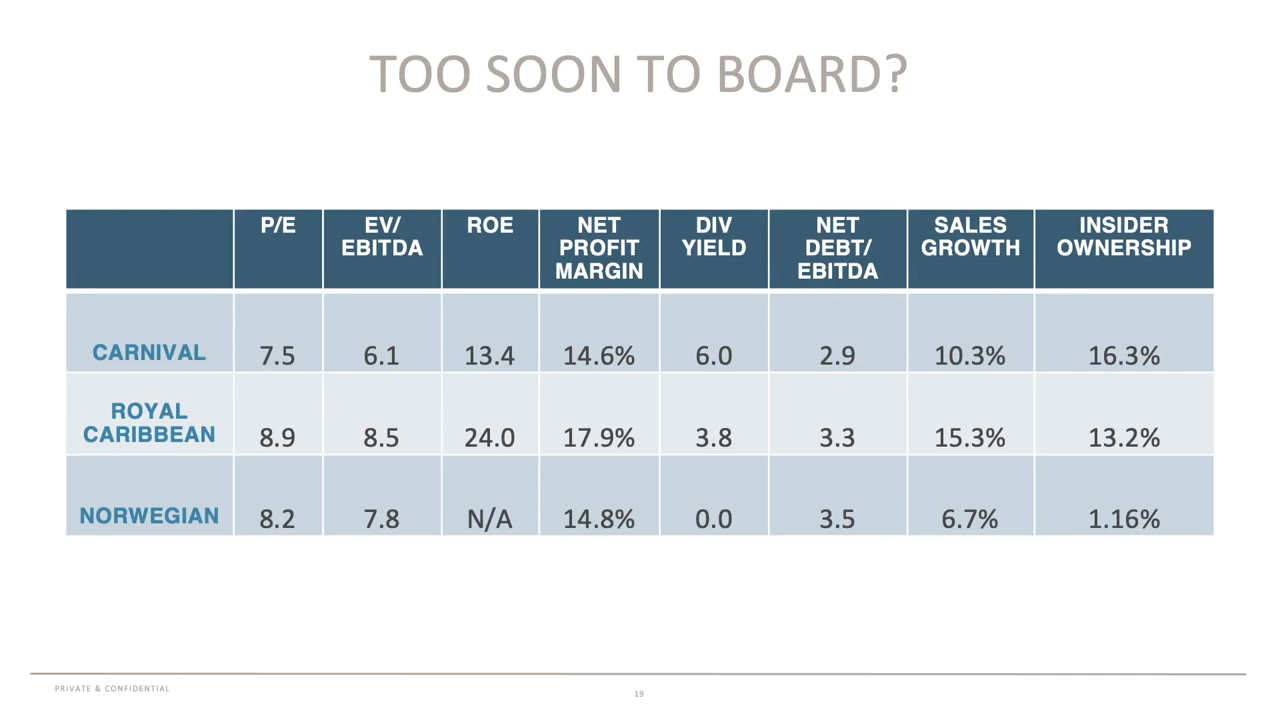 TOO SOON TO BOARD?
P/E
EV/
EBITDA
ROE
NET
PROFIT
MARGIN
DIV
YIELD
NET
DEBT/
EBITDA
SALES
GROWTH
INSIDER
OWNERSHIP
CARNIVAL 7.5 6.1 13.4 14.6% 6.0 2.9 10.3% 16.3%
ROYAL
CARIBBEAN 8.9 8.5 24.0 17.9% 3.8 3.3 15.3% 13.2%
NORWEGIAN 8.2 7.8 N/A 14.8% 0.0 3.5 6.7% 1.16%
PRIVATE & CONFIDENTIAL
19